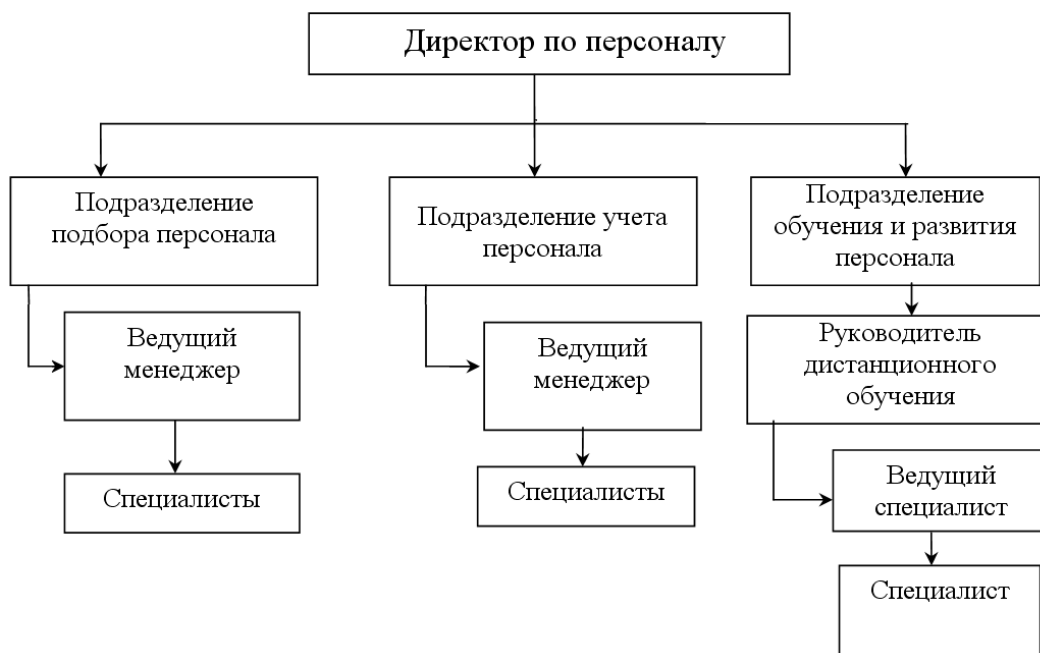 Директор по персоналу
Подразделение
подбора персонала
Подразделение учета
персонала
Подразделение
обучения и развития
персонала
Ведущий
менеджер
Ведущий
менеджер
Руководитель
дистанционного
обучения
Специалисты
Специалисты
Ведущий
специалист
Специалист